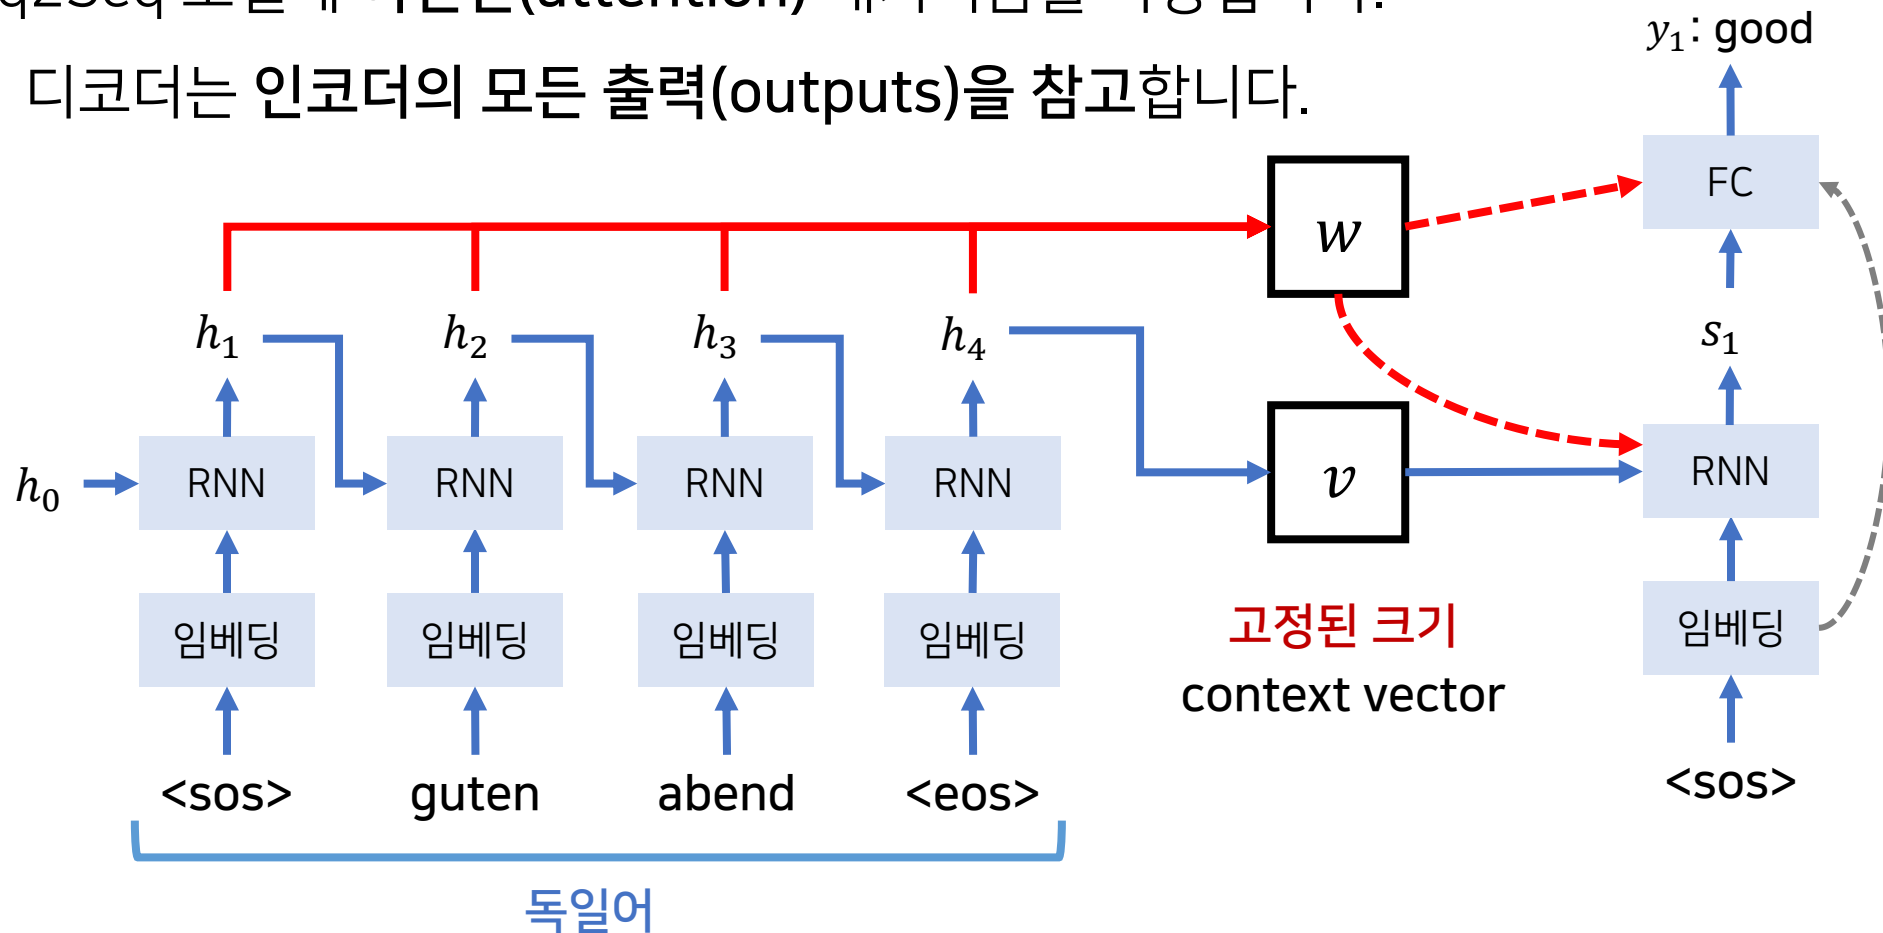 (attention)
디코더는 인코더의 모든 출력(outputs)을 참고합니다.
y₁: good
FC
w
h₁ h₂ h₃ h₄ s₁
h₀ RNN RNN RNN RNN v RNN
임베딩 임베딩 임베딩 임베딩 고정된 크기 임베딩
context vector
<sos> guten abend <eos> <sos>
독일어